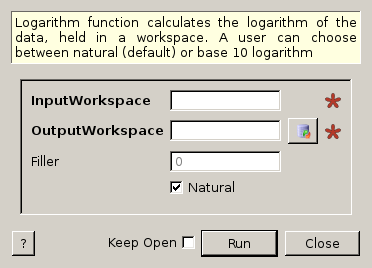 Logarithm function calculates the logarithm of the
data, held in a workspace. A user can choose
between natural (default) or base 10 logarithm
InputWorkspace
OutputWorkspace
Filler 0
Natural
? Keep Open Run Close